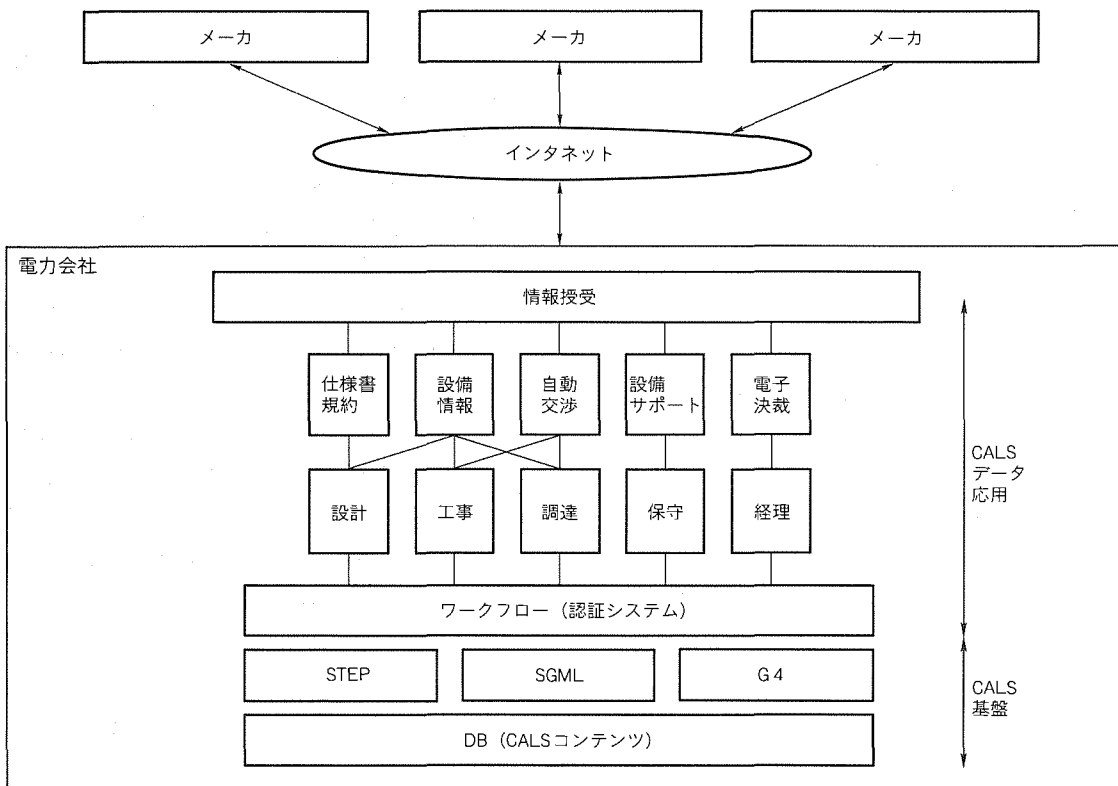 メーカ
メーカ
メーカ
インタネット
電力会社
情報授受
仕様書
規約
設備
情報
自動
交渉
設備
サポート
電子
決裁
設計
工事
調達
保守
経理
CALS
データ
応用
ワークフロー（認証システム）
STEP
SGML
G4
CALS
基盤
DB（CALSコンテンツ）